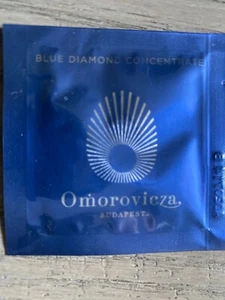 BLUE DIAMOND CONCENTRATE
Omorovicza
BUDAPEST